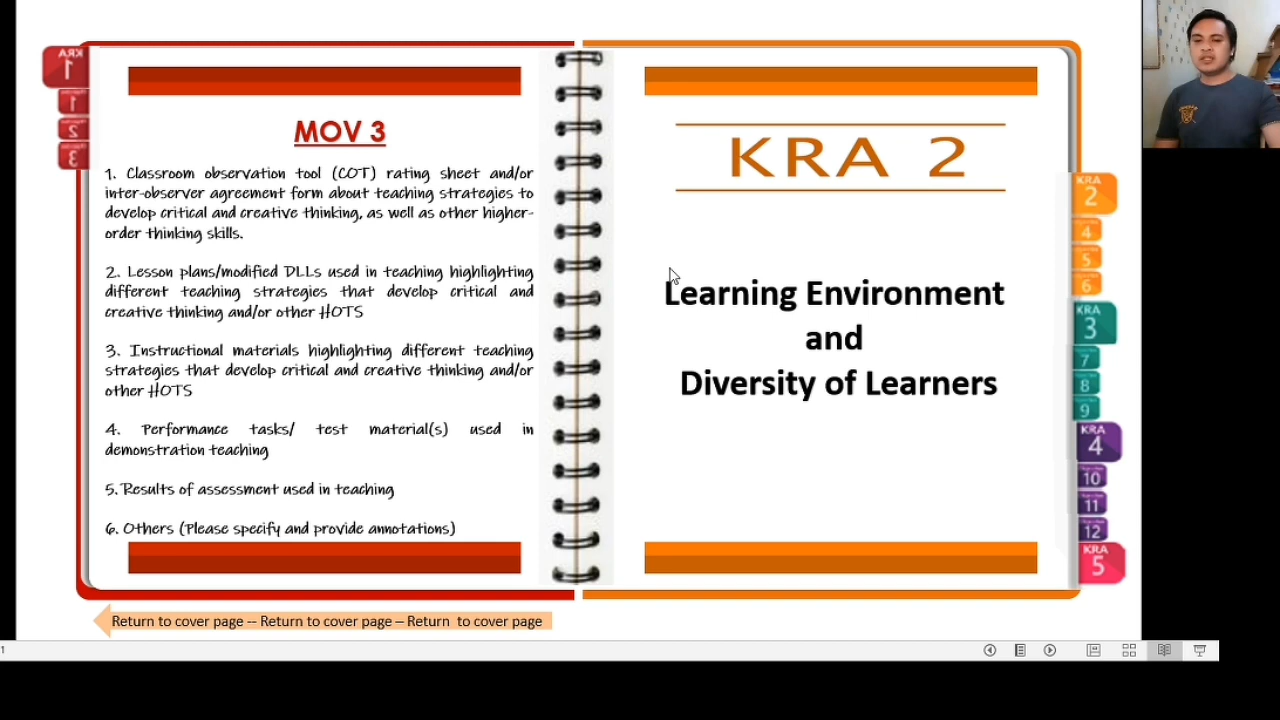 KRA
1
1
2
3
MOV 3
1. Classroom observation tool (COT) rating sheet and/or
inter-observer agreement form about teaching strategies to
develop critical and creative thinking, as well as other higher-
order thinking skills.
2. Lesson plans/modified DLLs used in teaching highlighting
different teaching strategies that develop critical and
creative thinking and/or other HOTS
3. Instructional materials highlighting different teaching
strategies that develop critical and creative thinking and/or
other HOTS
4. Performance tasks/ test material(s) used in
demonstration teaching
5. Results of assessment used in teaching
6. Others (Please specify and provide annotations)
Return to cover page -- Return to cover page – Return to cover page
KRA 2
Learning Environment
and
Diversity of Learners
KRA
2
4
5
6
KRA
3
7
8
9
KRA
4
10
11
12
KRA
5
1